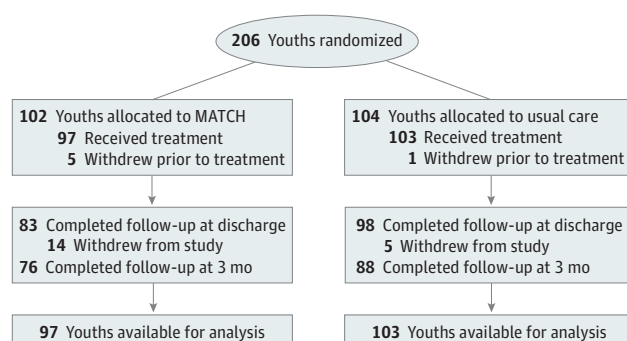 206 Youths randomized
102 Youths allocated to MATCH
97 Received treatment
5 Withdrew prior to treatment
104 Youths allocated to usual care
103 Received treatment
1 Withdrew prior to treatment
83 Completed follow-up at discharge
14 Withdrew from study
76 Completed follow-up at 3 mo
98 Completed follow-up at discharge
5 Withdrew from study
88 Completed follow-up at 3 mo
97 Youths available for analysis
103 Youths available for analysis